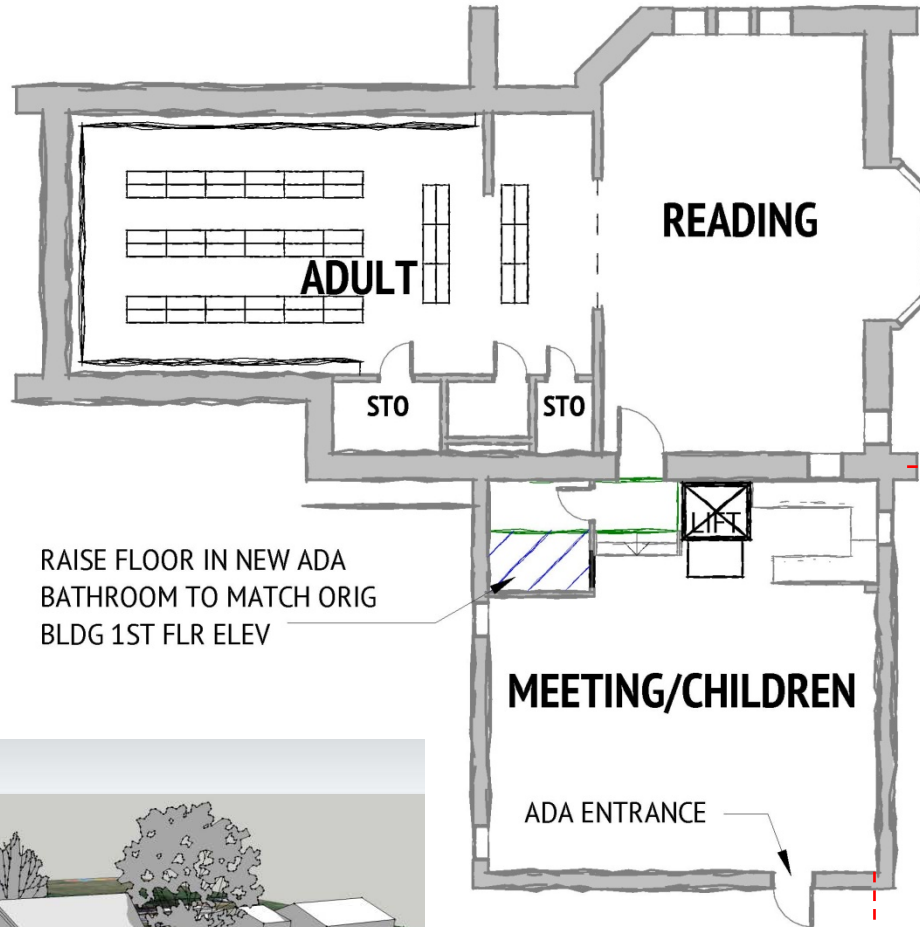 READING
ADULT
STO
STO
LIFT
RAISE FLOOR IN NEW ADA
BATHROOM TO MATCH ORIG
BLDG 1ST FLR ELEV
MEETING/CHILDREN
ADA ENTRANCE